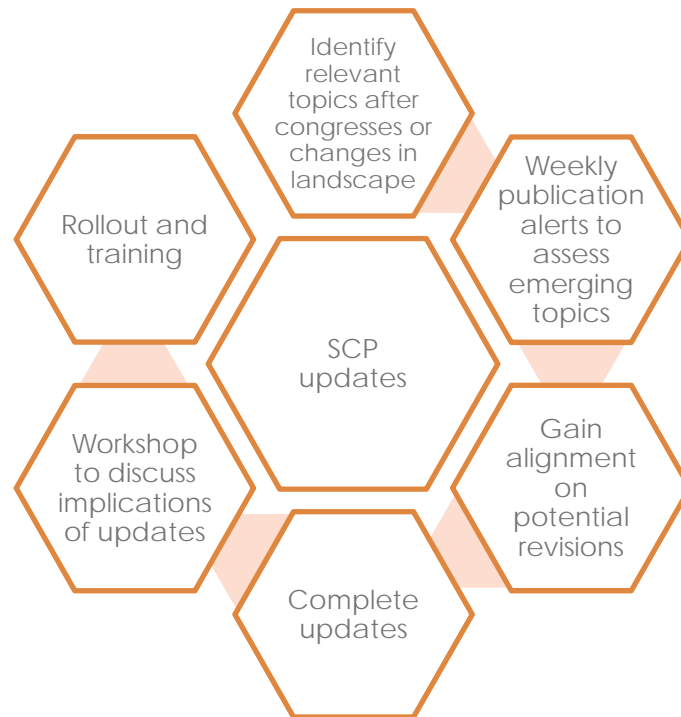 Identify
relevant
topics after
congresses or
changes in
landscape
Weekly
publication
alerts to
assess
emerging
topics
Gain
alignment
on
potential
revisions
Complete
updates
Workshop
to discuss
implications
of updates
Rollout and
training
SCP
updates